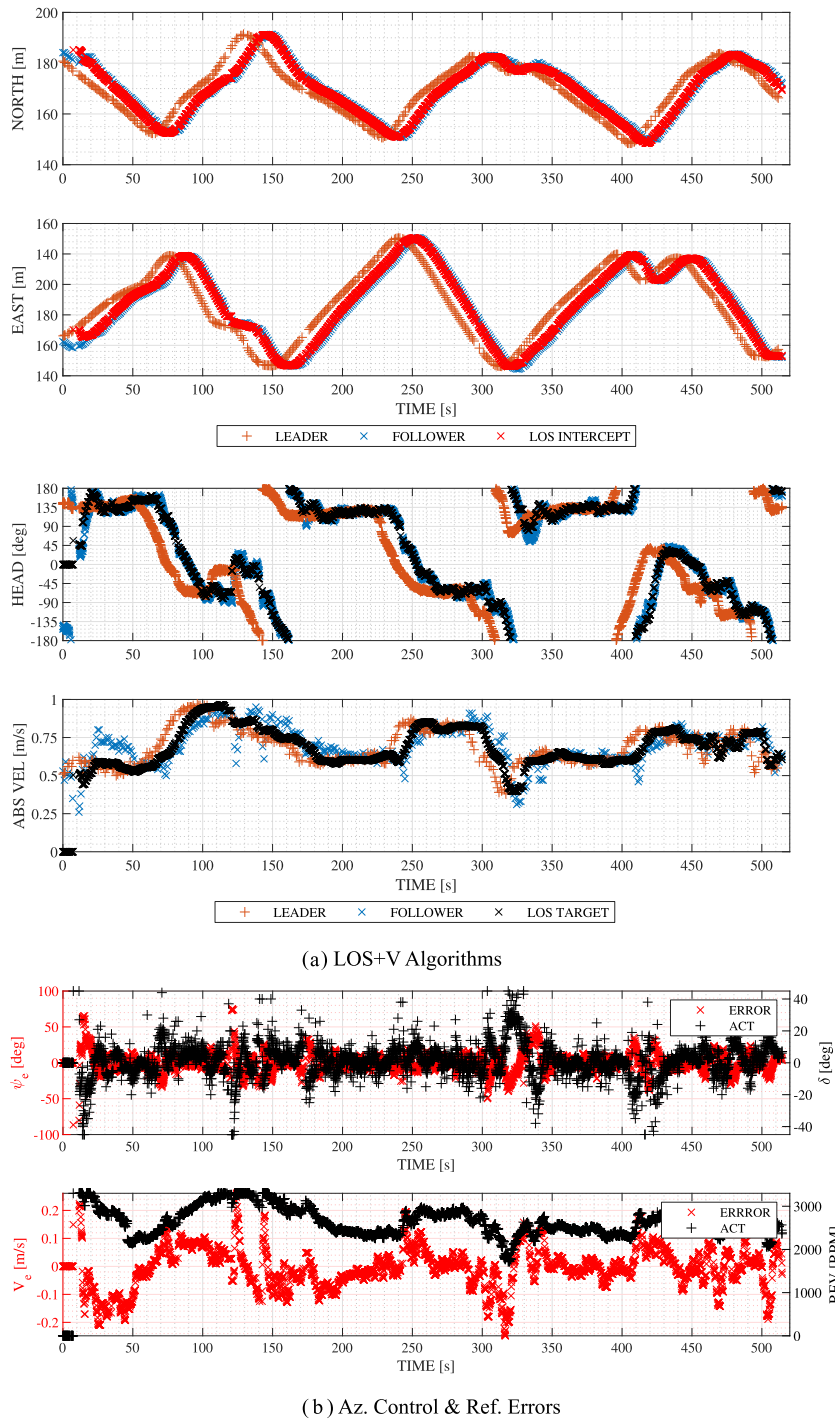 200
180
160
140
NORTH [m]
0 50 100 150 200 250 300 350 400 450 500
160
140
200
180
160
140
EAST [m]
0 50 100 150 200 250 300 350 400 450 500
TIME [s]
LEADER FOLLOWER LOS INTERCEPT
180
135
90
45
0
-45
-90
-135
-180
HEAD [deg]
0 50 100 150 200 250 300 350 400 450 500
1
0.75
0.5
0.25
0
ABS VEL [m/s]
0 50 100 150 200 250 300 350 400 450 500
TIME [s]
LEADER FOLLOWER LOS TARGET
(a) LOS+V Algorithms
100
50
0
-50
-100
ψe [deg]
ERROR
ACT
40
20
0
-20
-40
δ [deg]
0 50 100 150 200 250 300 350 400 450 500
TIME [s]
0.2
0.1
0
-0.1
-0.2
Ve [m/s]
ERRROR
ACT
3000
2000
1000
0
REV [RPM]
0 50 100 150 200 250 300 350 400 450 500
TIME [s]
(b) Az. Control & Ref. Errors